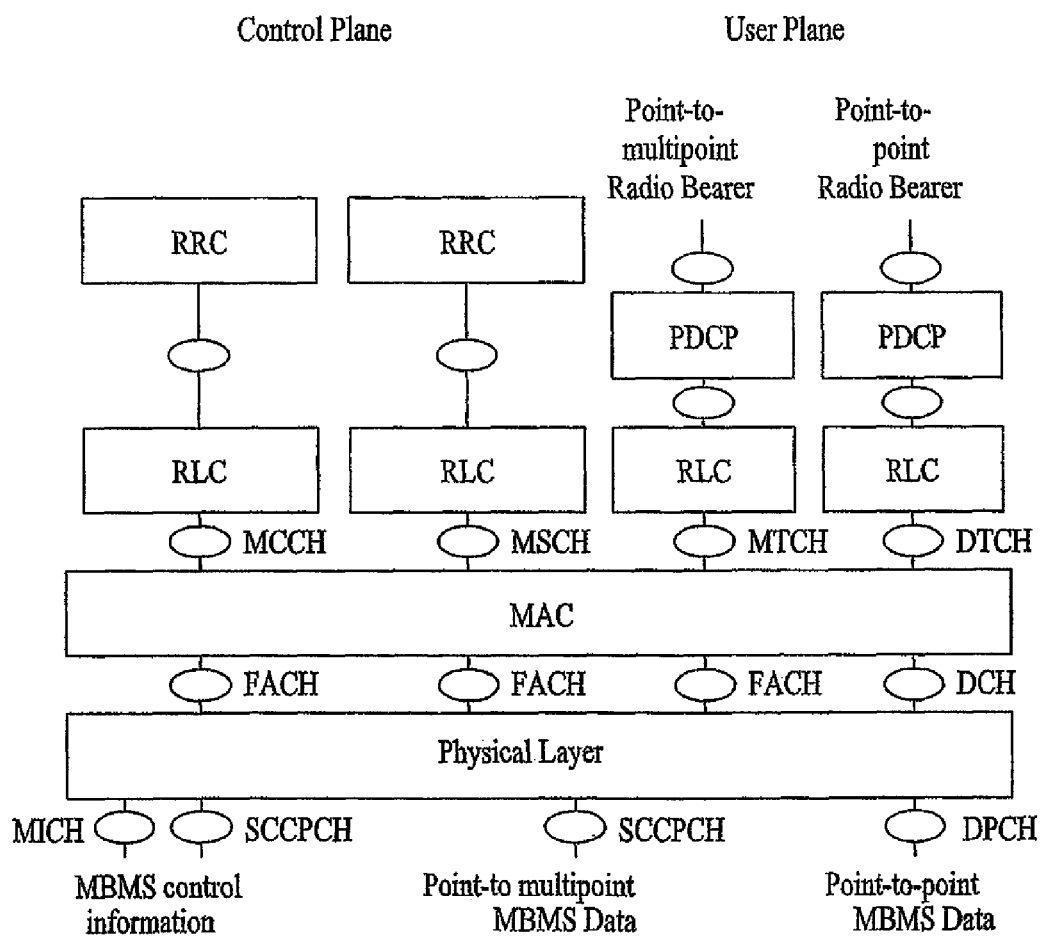 Control Plane
User Plane
Point-to-
multipoint
Radio Bearer
Point-to-
point
Radio Bearer
RRC
RRC
PDCP
PDCP
RLC
RLC
RLC
RLC
MCCH
MSCH
MTCH
DTCH
MAC
FACH
FACH
FACH
DCH
Physical Layer
MICH
SCCPCH
SCCPCH
DPCH
MBMS control
information
Point-to multipoint
MBMS Data
Point-to-point
MBMS Data